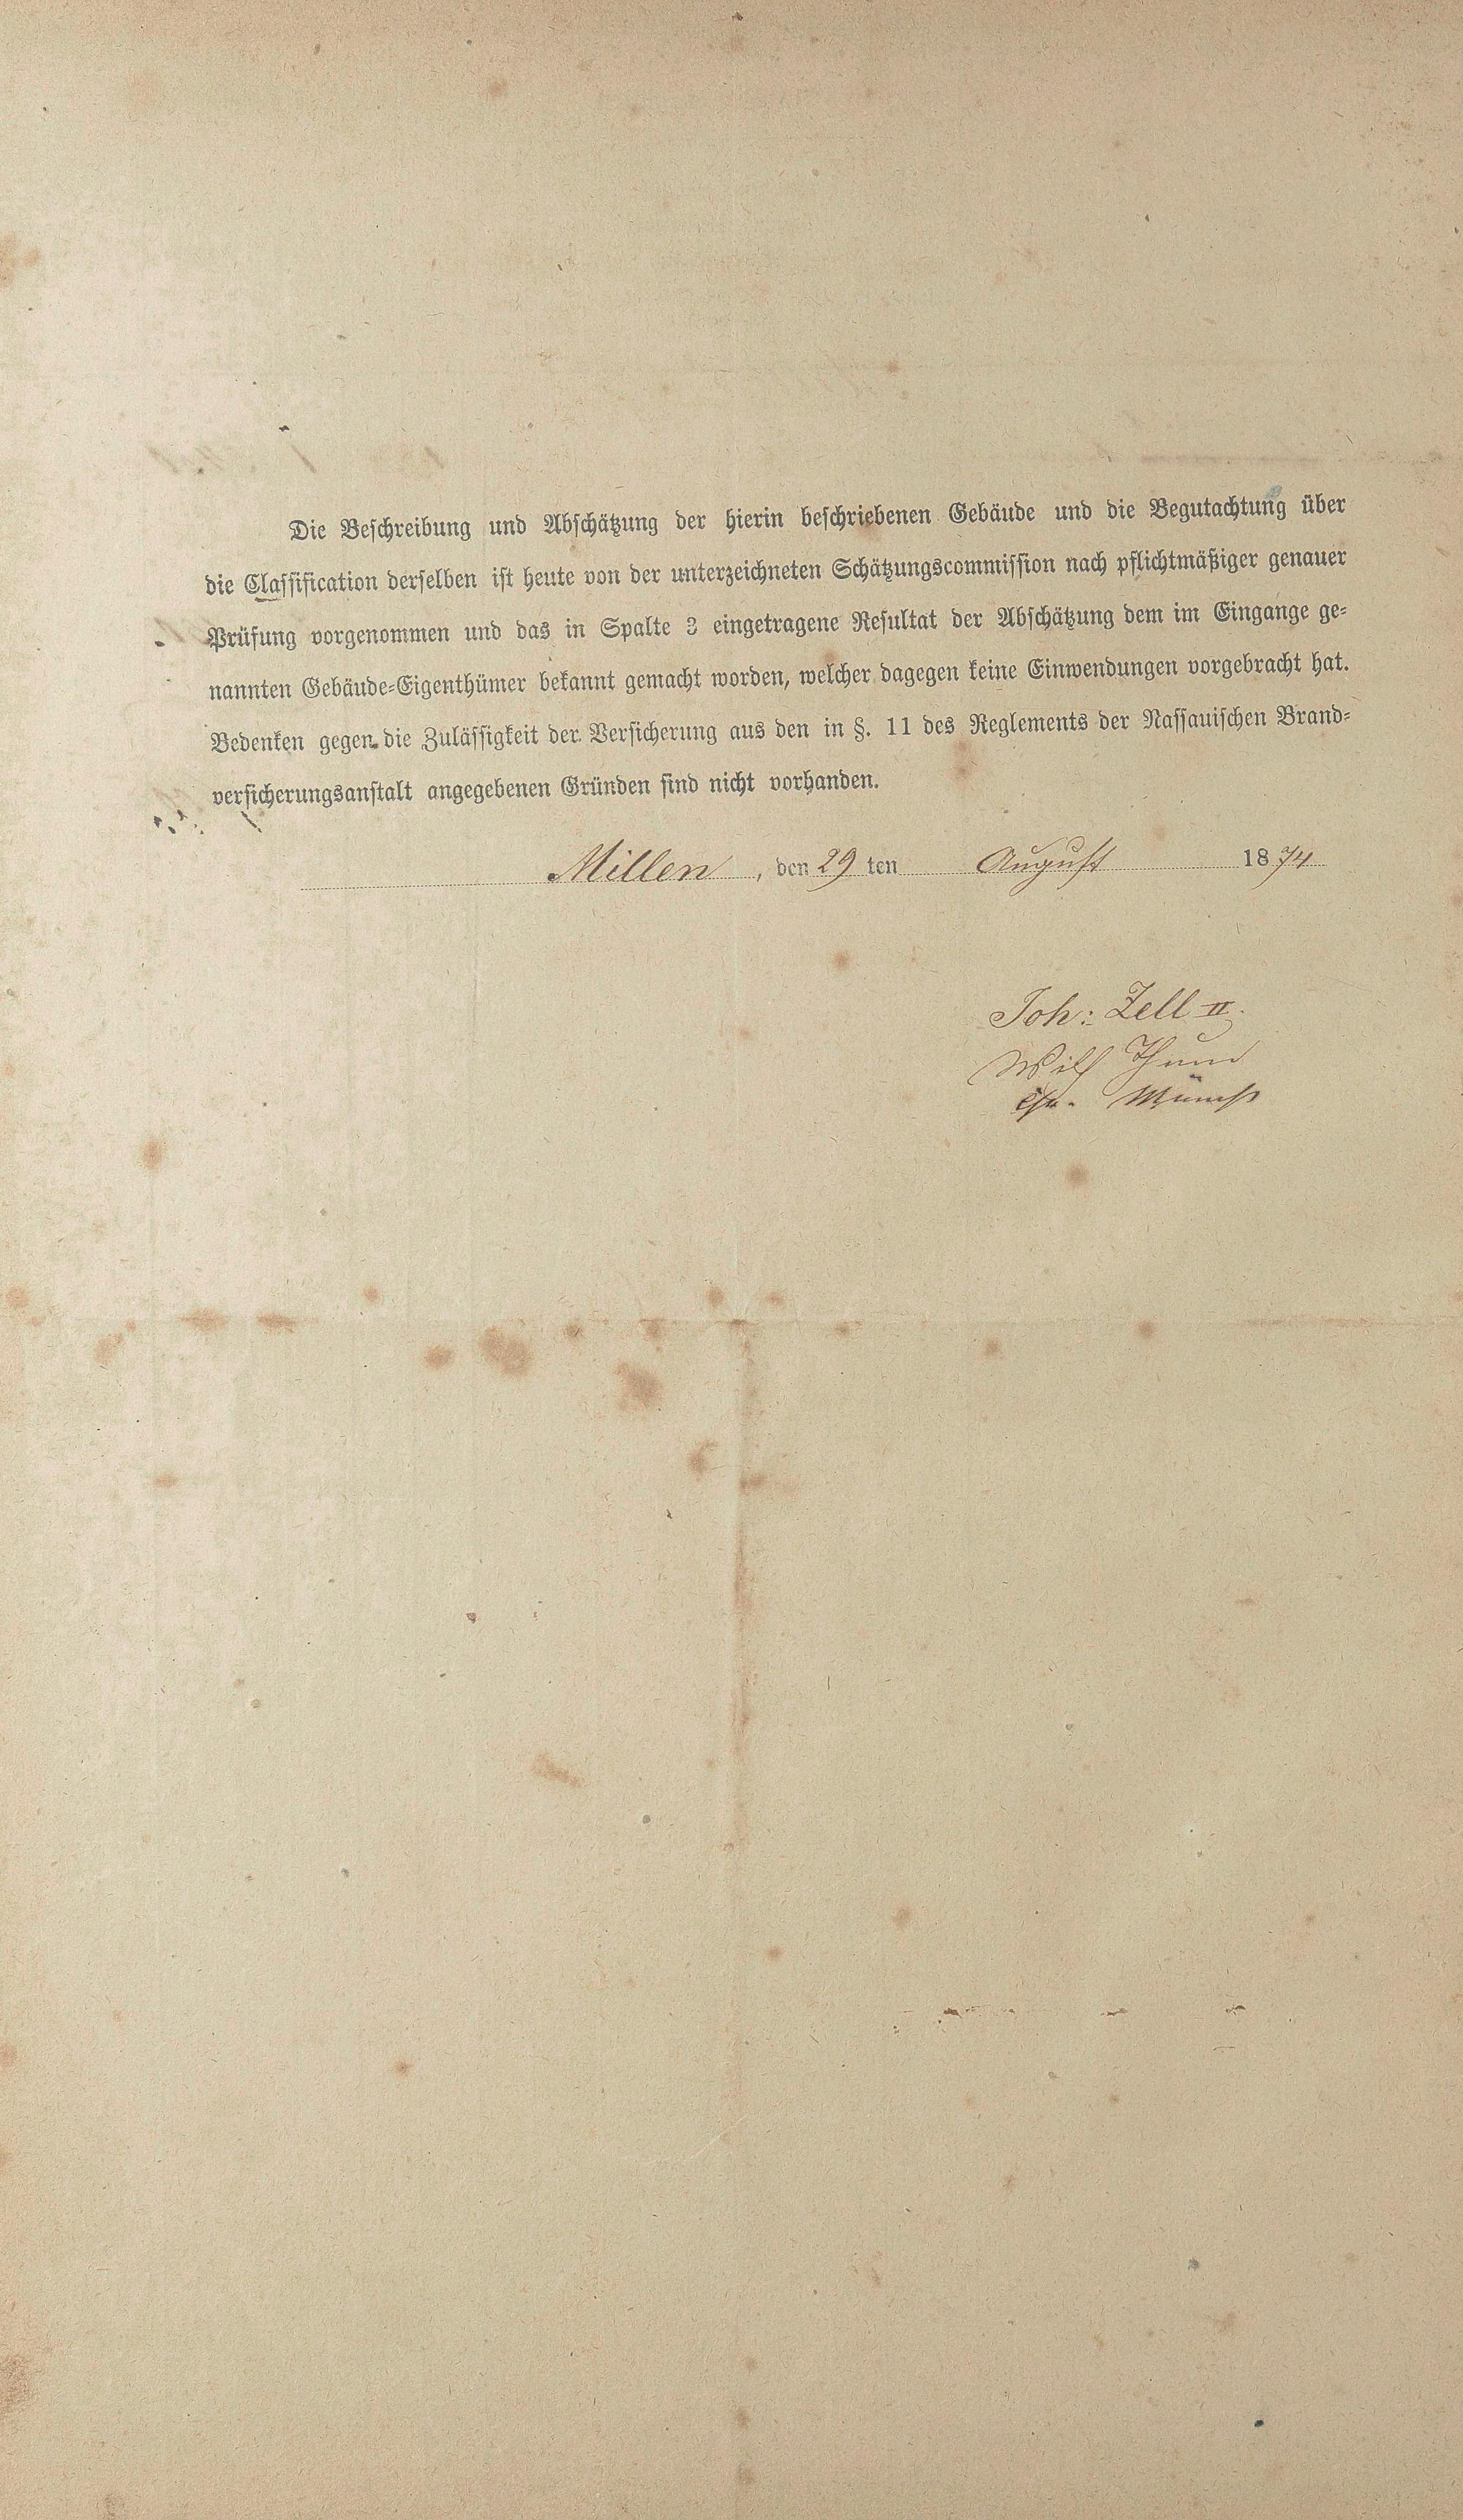 Die Beschreibung und Abschätzung der hierin beschriebenen Gebäude und die Begutachtung über
die Classification derselben ist heute von der unterzeichneten Schätzungscommission nach pflichtmäßiger genauer
Prüfung vorgenommen und das in Spalte 3 eingetragene Resultat der Abschätzung dem im Eingange ge-
nannten Gebäude-Eigenthümer bekannt gemacht worden, welcher dagegen keine Einwendungen vorgebracht hat.
Bedenken gegen die Zulässigkeit der Versicherung aus den in §. 11 des Reglements der Nassauischen Brand-
versicherungsanstalt angegebenen Gründen sind nicht vorhanden.
Millen, den 29 ten August 1874
Joh: Zell II.
Wilh Thum